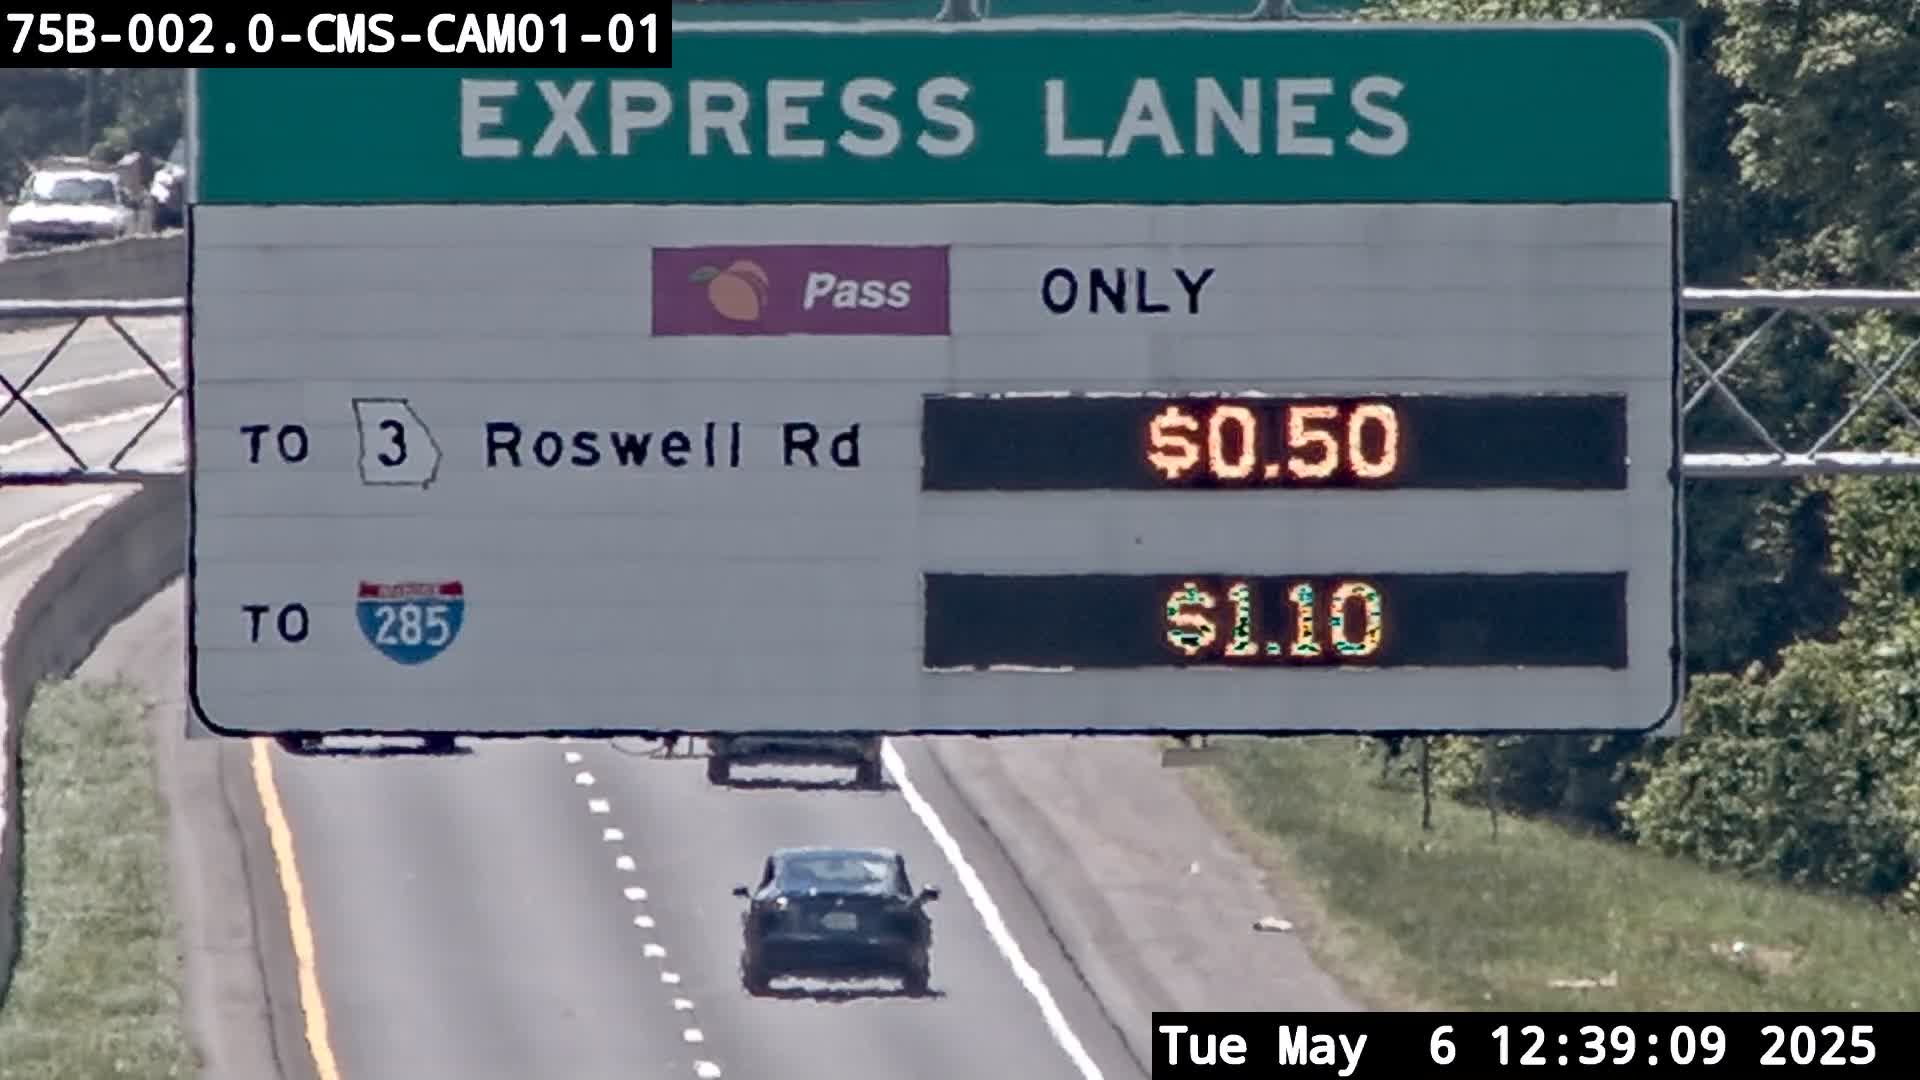 75B-002.0-CMS-CAM01-01
EXPRESS LANES
Pass ONLY
TO 3 Roswell Rd $0.50
TO 285 $1.10
Tue May 6 12:39:09 2025